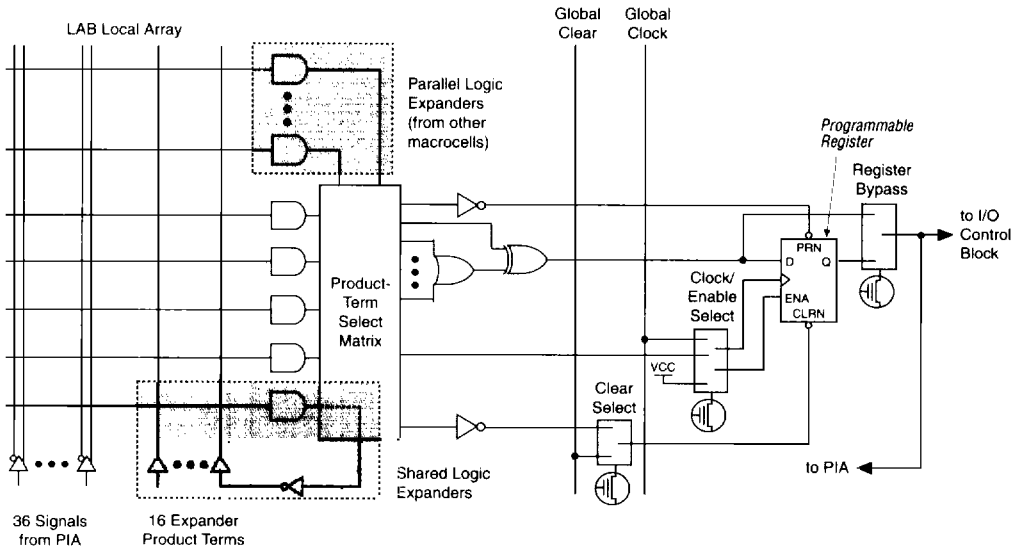 LAB Local Array
Global
Clear
Global
Clock
Parallel Logic
Expanders
(from other
macrocells)
Programmable
Register
Register
Bypass
to I/O
Control
Block
PRN
D
Q
ENA
CLRN
Clock/
Enable
Select
Product-
Term
Select
Matrix
VCC
Clear
Select
to PIA
Shared Logic
Expanders
36 Signals
from PIA
16 Expander
Product Terms